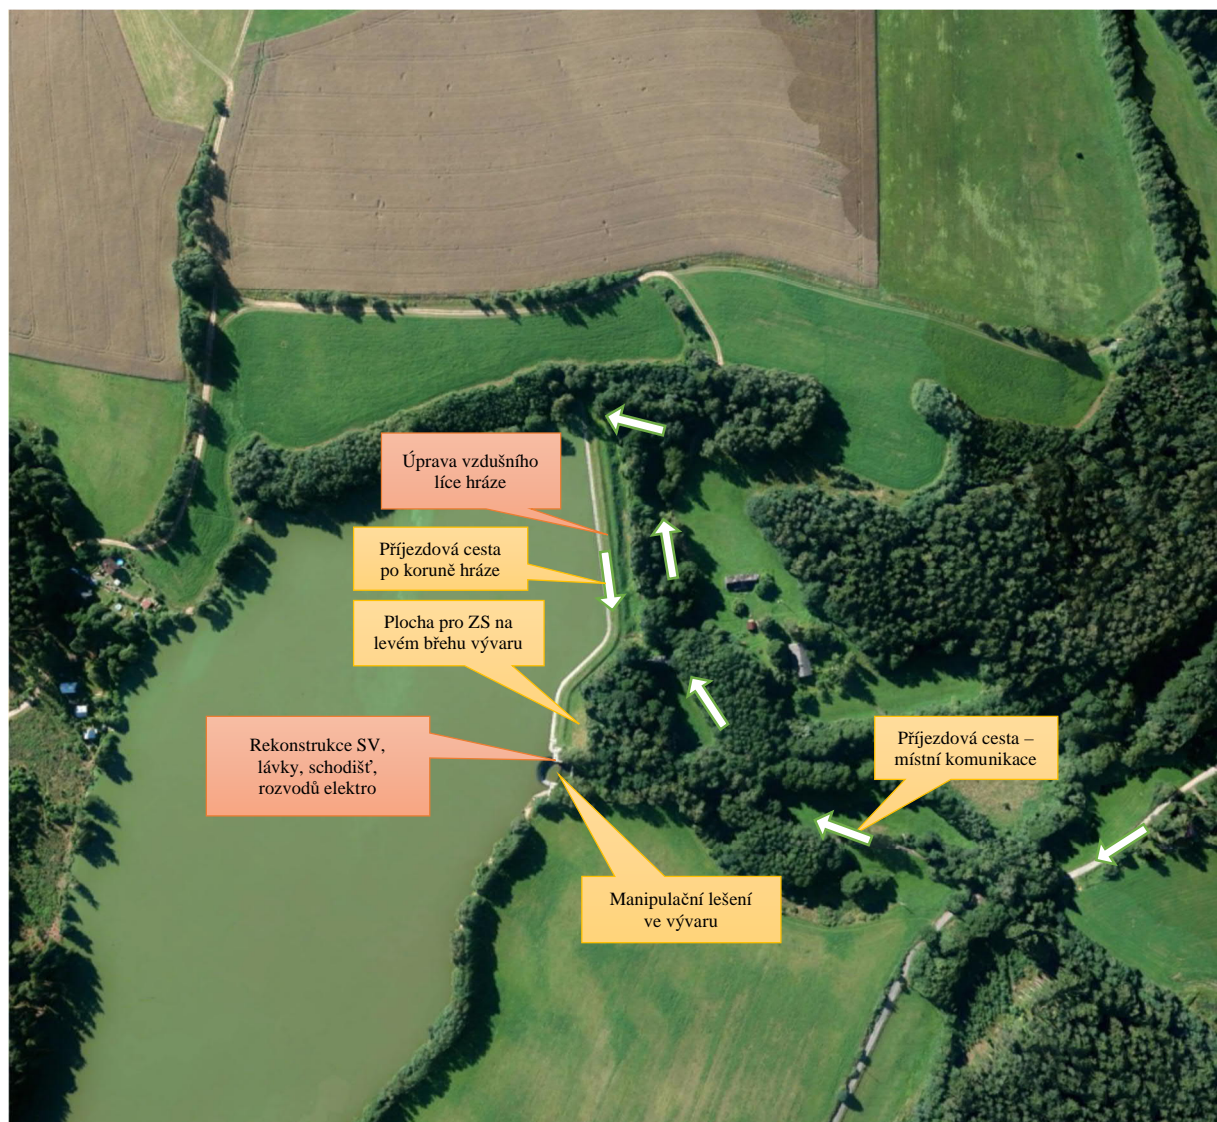 Úprava vzdušního
líce hráze
Příjezdová cesta
po koruně hráze
Plocha pro ZS na
levém břehu vývaru
Rekonstrukce SV,
lávky, schodišť,
rozvodů elektro
Příjezdová cesta –
místní komunikace
Manipulační lešení
ve vývaru